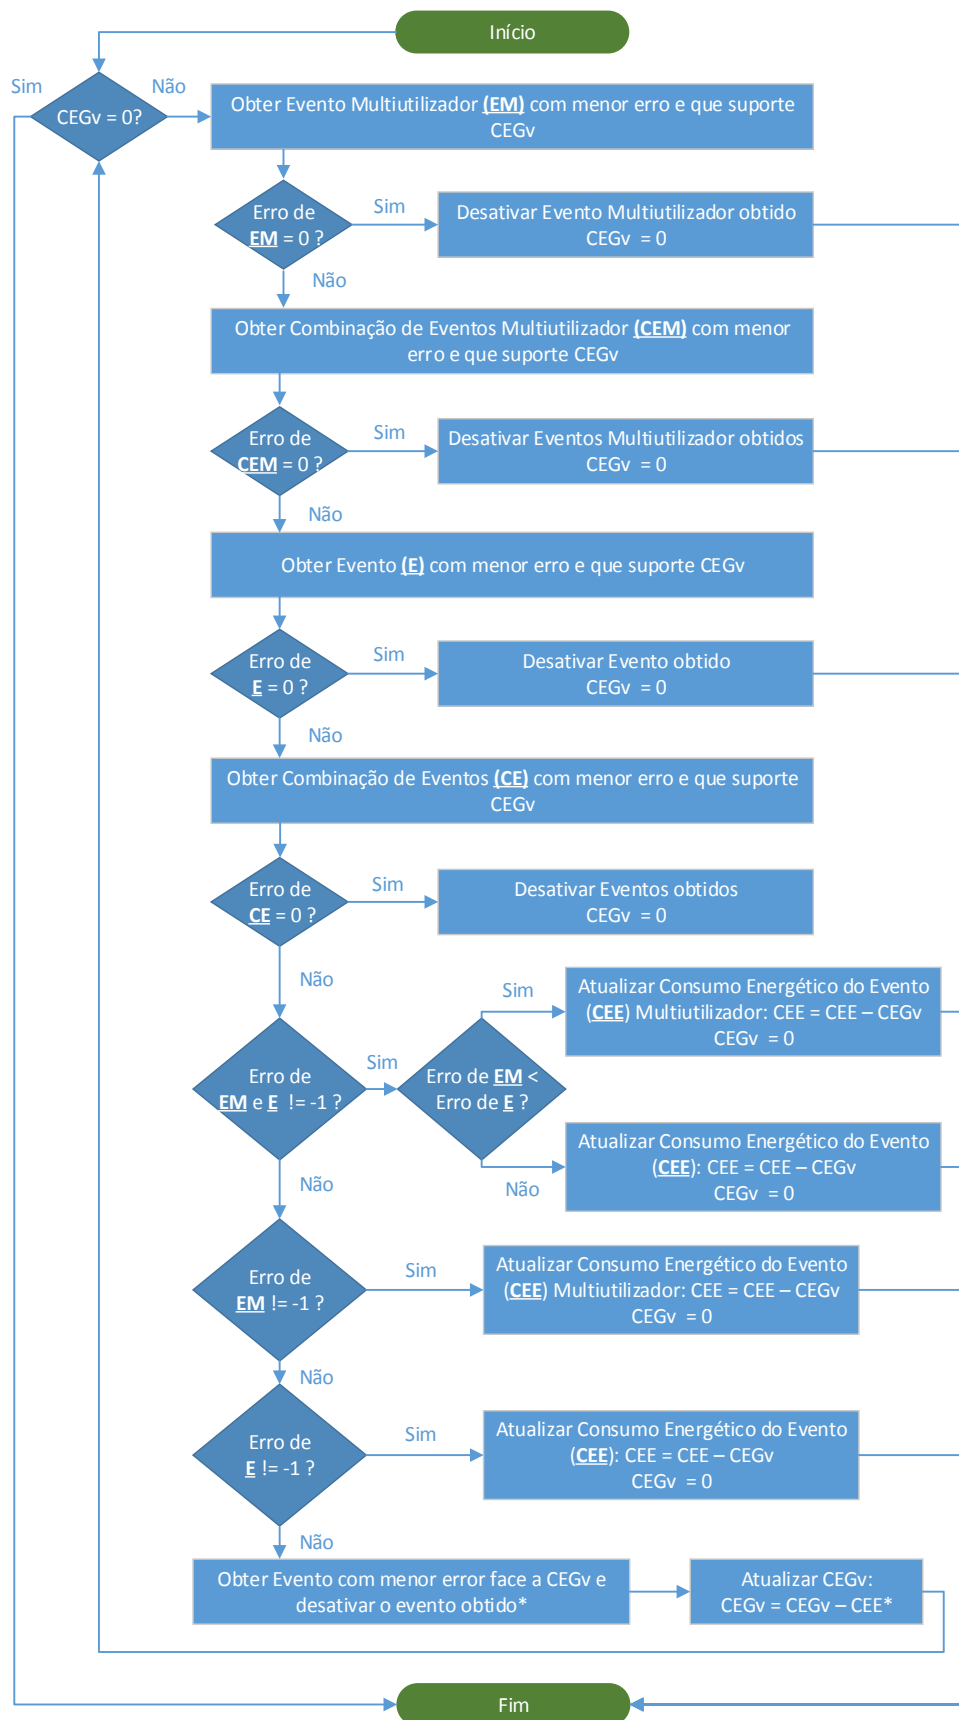 Início
Sim
Não
CEGv = 0?
Obter Evento Multiutilizador (EM) com menor erro e que suporte
CEGv
Erro de
EM = 0 ?
Sim
Desativar Evento Multiutilizador obtido
CEGv = 0
Não
Obter Combinação de Eventos Multiutilizador (CEM) com menor
erro e que suporte CEGv
Erro de
CEM = 0 ?
Sim
Desativar Eventos Multiutilizador obtidos
CEGv = 0
Não
Obter Evento (E) com menor erro e que suporte CEGv
Erro de
E = 0 ?
Sim
Desativar Evento obtido
CEGv = 0
Não
Obter Combinação de Eventos (CE) com menor erro e que suporte
CEGv
Erro de
CE = 0 ?
Sim
Desativar Eventos obtidos
CEGv = 0
Não
Erro de
EM e E != -1 ?
Sim
Erro de EM <
Erro de E ?
Sim
Atualizar Consumo Energético do Evento
(CEE) Multiutilizador: CEE = CEE – CEGv
CEGv = 0
Não
Atualizar Consumo Energético do Evento
(CEE): CEE = CEE – CEGv
CEGv = 0
Não
Erro de
EM != -1 ?
Sim
Atualizar Consumo Energético do Evento
(CEE) Multiutilizador: CEE = CEE – CEGv
CEGv = 0
Não
Erro de
E != -1 ?
Sim
Atualizar Consumo Energético do Evento
(CEE): CEE = CEE – CEGv
CEGv = 0
Não
Obter Evento com menor error face a CEGv e
desativar o evento obtido*
Atualizar CEGv:
CEGv = CEGv – CEE*
Fim